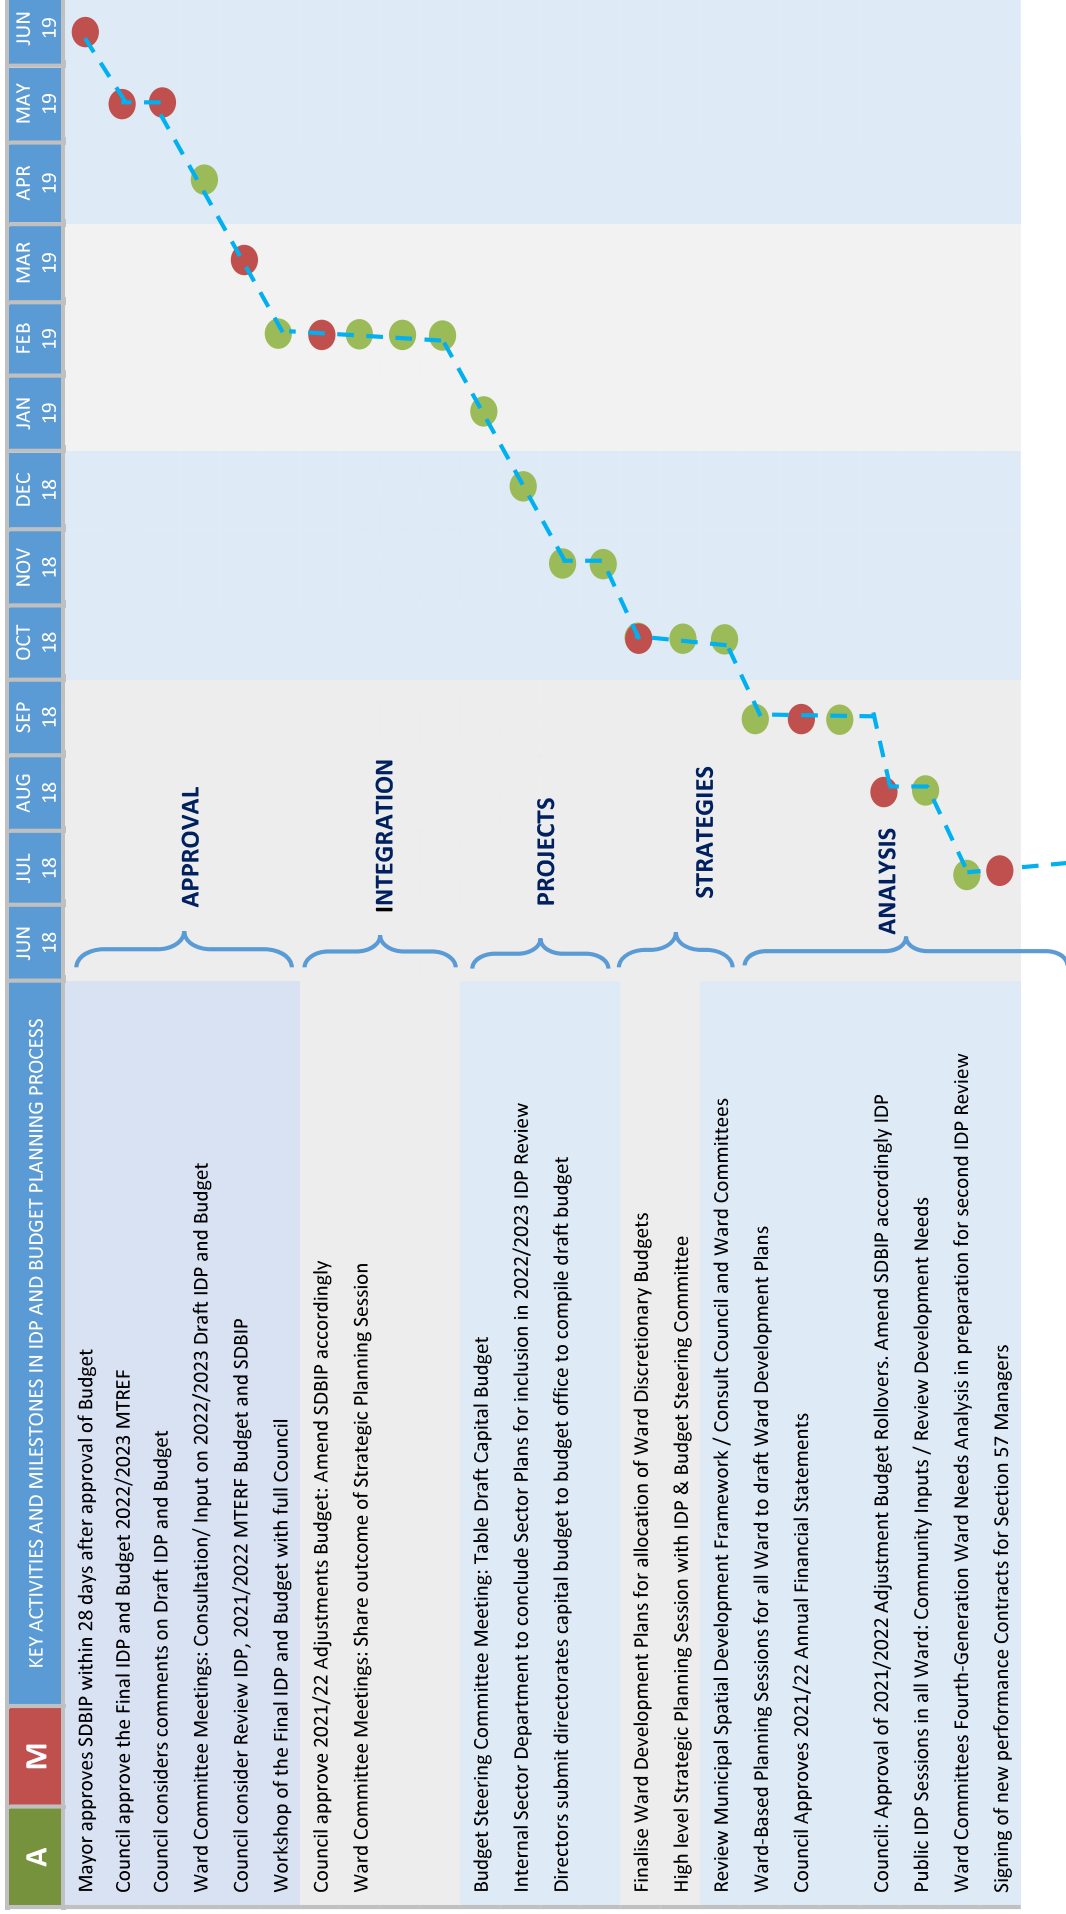 A
M
KEY ACTIVITIES AND MILESTONES IN IDP AND BUDGET PLANNING PROCESS
JUN 18
JUL 18
AUG 18
SEP 18
OCT 18
NOV 18
DEC 18
JAN 19
FEB 19
MAR 19
APR 19
MAY 19
JUN 19
Mayor approves SDBIP within 28 days after approval of Budget
Council approve the Final IDP and Budget 2022/2023 MTREF
Council considers comments on Draft IDP and Budget
Ward Committee Meetings: Consultation/ Input on 2022/2023 Draft IDP and Budget
Council consider Review IDP, 2021/2022 MTERF Budget and SDBIP
Workshop of the Final IDP and Budget with full Council
APPROVAL
Council approve 2021/22 Adjustments Budget: Amend SDBIP accordingly
Ward Committee Meetings: Share outcome of Strategic Planning Session
INTEGRATION
Budget Steering Committee Meeting: Table Draft Capital Budget
Internal Sector Department to conclude Sector Plans for inclusion in 2022/2023 IDP Review
Directors submit directorates capital budget to budget office to compile draft budget
PROJECTS
Finalise Ward Development Plans for allocation of Ward Discretionary Budgets
High level Strategic Planning Session with IDP & Budget Steering Committee
Review Municipal Spatial Development Framework / Consult Council and Ward Committees
STRATEGIES
Ward-Based Planning Sessions for all Ward to draft Ward Development Plans
Council Approves 2021/22 Annual Financial Statements
Council: Approval of 2021/2022 Adjustment Budget Rollovers. Amend SDBIP accordingly IDP
Public IDP Sessions in all Ward: Community Inputs / Review Development Needs
Ward Committees Fourth-Generation Ward Needs Analysis in preparation for second IDP Review
Signing of new performance Contracts for Section 57 Managers
ANALYSIS